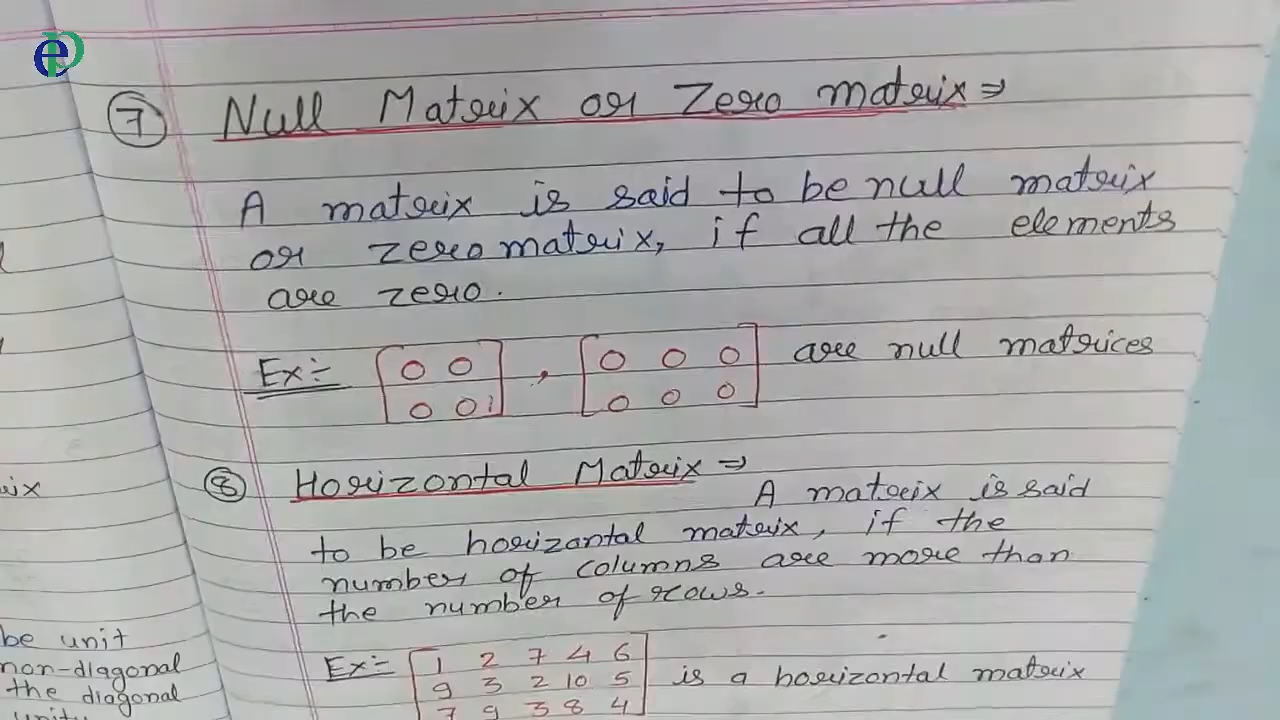 ep
⑦ Null Matrix or Zero matrix ⇒
A matrix is said to be null matrix
or zero matrix, if all the elements
are zero.
Ex:- [0 0
0 0] , [0 0 0
0 0 0] are null matrices
⑧ Horizontal Matrix ⇒
A matrix is said
to be horizontal matrix, if the
number of columns are more than
the number of rows.
Ex:- [1 2 7 4 6
9 3 2 10 5
7 9 3 8 4] is a horizontal matrix
ix
be unit
non-diagonal
the diagonal
unity